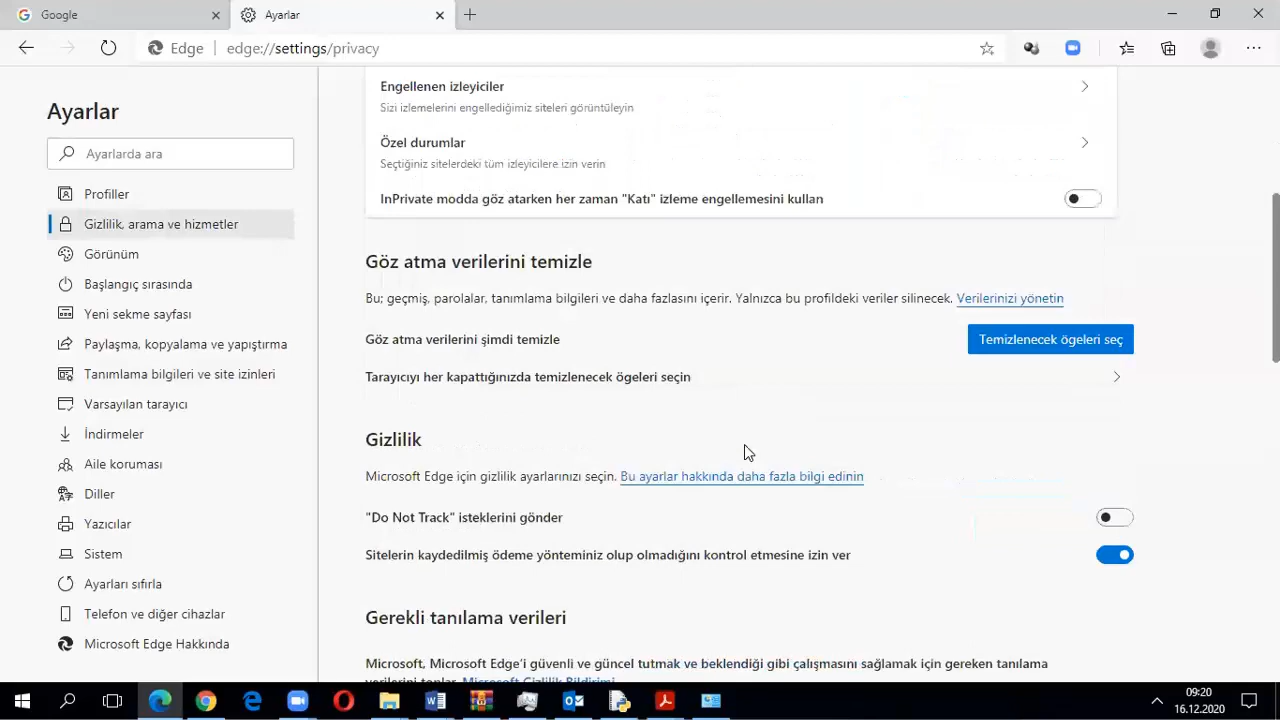 Google
Ayarlar
Edge
edge://settings/privacy
Ayarlar
Ayarlarda ara
Profiller
Gizlilik, arama ve hizmetler
Görünüm
Başlangıç sırasında
Yeni sekme sayfası
Paylaşma, kopyalama ve yapıştırma
Tanımlama bilgileri ve site izinleri
Varsayılan tarayıcı
İndirmeler
Aile koruması
Diller
Yazıcılar
Sistem
Ayarları sıfırla
Telefon ve diğer cihazlar
Microsoft Edge Hakkında
Engellenen izleyiciler
Sizi izlemelerini engellediğimiz siteleri görüntüleyin
Özel durumlar
Seçtiğiniz sitelerdeki tüm izleyicilere izin verin
InPrivate modda göz atarken her zaman "Katı" izleme engellemesini kullan
Göz atma verilerini temizle
Bu; geçmiş, parolalar, tanımlama bilgileri ve daha fazlasını içerir. Yalnızca bu profildeki veriler silinecek. Verilerinizi yönetin
Göz atma verilerini şimdi temizle
Temizlenecek ögeleri seç
Tarayıcıyı her kapattığınızda temizlenecek ögeleri seçin
Gizlilik
Microsoft Edge için gizlilik ayarlarınızı seçin. Bu ayarlar hakkında daha fazla bilgi edinin
"Do Not Track" isteklerini gönder
Sitelerin kaydedilmiş ödeme yönteminiz olup olmadığını kontrol etmesine izin ver
Gerekli tanılama verileri
Microsoft, Microsoft Edge'i güvenli ve güncel tutmak ve beklendiği gibi çalışmasını sağlamak için gereken tanılama
verilerini toplar. Microsoft Gizlilik Bildirimi
09:20
16.12.2020